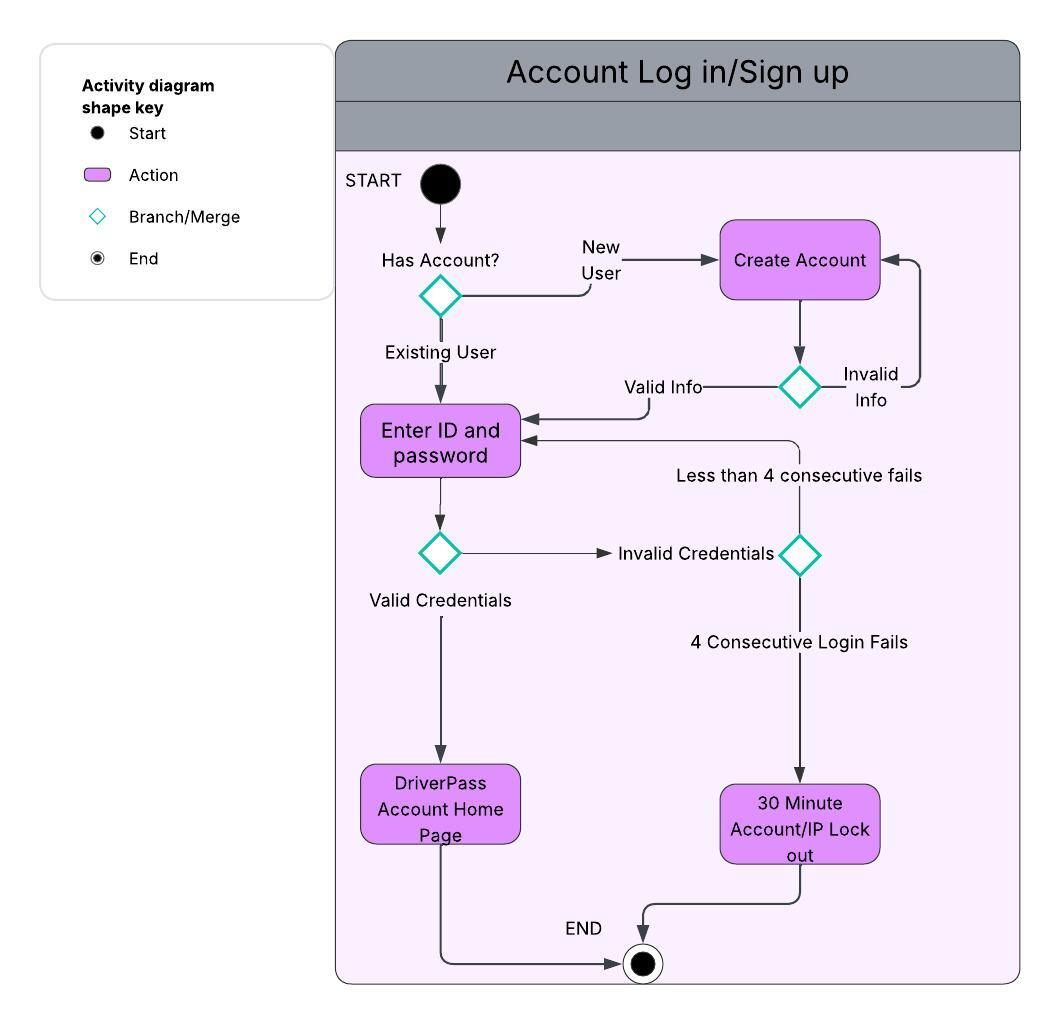 Activity diagram
shape key
Start
Action
Branch/Merge
End
Account Log in/Sign up
START
Has Account?
New
User
Create Account
Existing User
Valid Info
Invalid
Info
Enter ID and
password
Less than 4 consecutive fails
Invalid Credentials
Valid Credentials
4 Consecutive Login Fails
DriverPass
Account Home
Page
30 Minute
Account/IP Lock
out
END